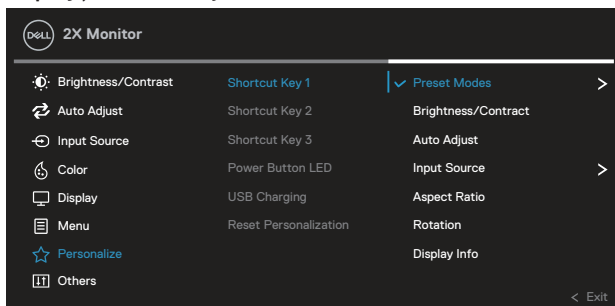 DELL 2X Monitor
Brightness/Contrast Shortcut Key 1 Preset Modes >
Auto Adjust Shortcut Key 2 Brightness/Contract
Input Source Shortcut Key 3 Auto Adjust
Color Power Button LED Input Source >
Display USB Charging Aspect Ratio
Menu Reset Personalization Rotation
Personalize Display Info
Others
< Exit